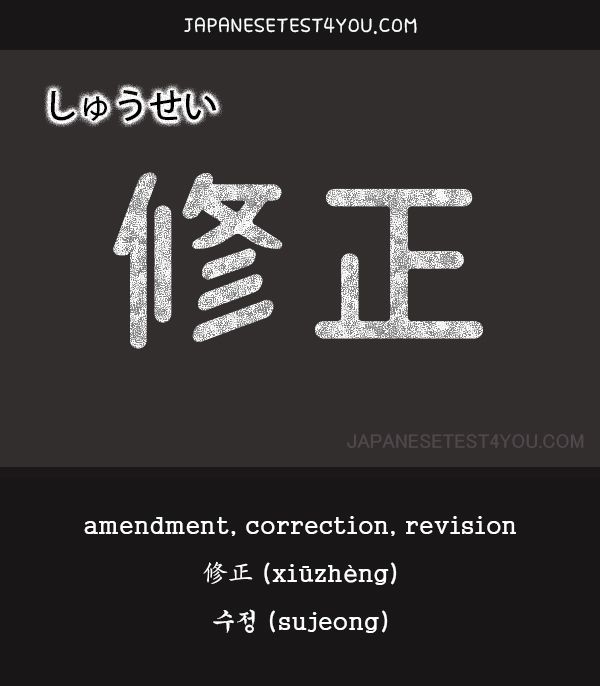 JAPANESETEST4YOU.COM
しゅうせい
修正
JAPANESETEST4YOU.COM
amendment, correction, revision
修正 (xiūzhèng)
수정 (sujeong)